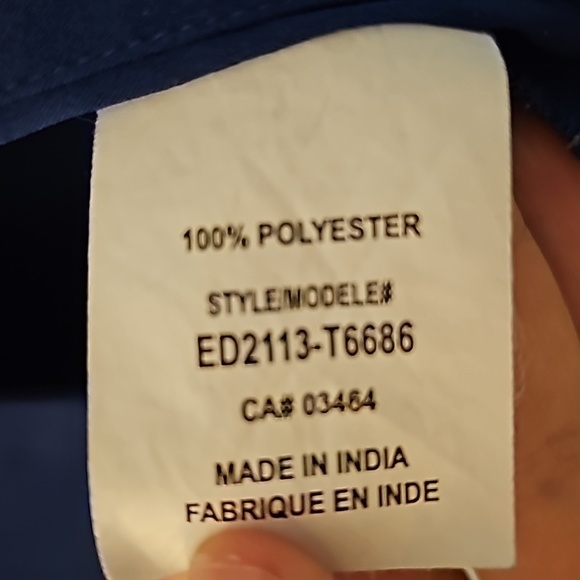 100% POLYESTER
STYLE/MODELE#
ED2113-T6686
CA# 03464
MADE IN INDIA
FABRIQUE EN INDE